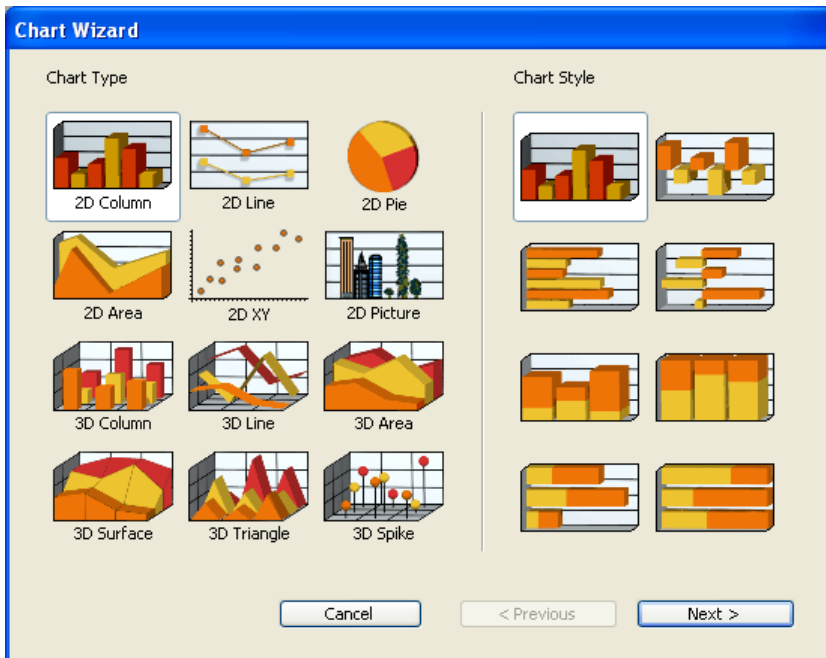 Chart Wizard
Chart Type
Chart Style
2D Column
2D Line
2D Pie
2D Area
2D XY
2D Picture
3D Column
3D Line
3D Area
3D Surface
3D Triangle
3D Spike
Cancel
< Previous
Next >